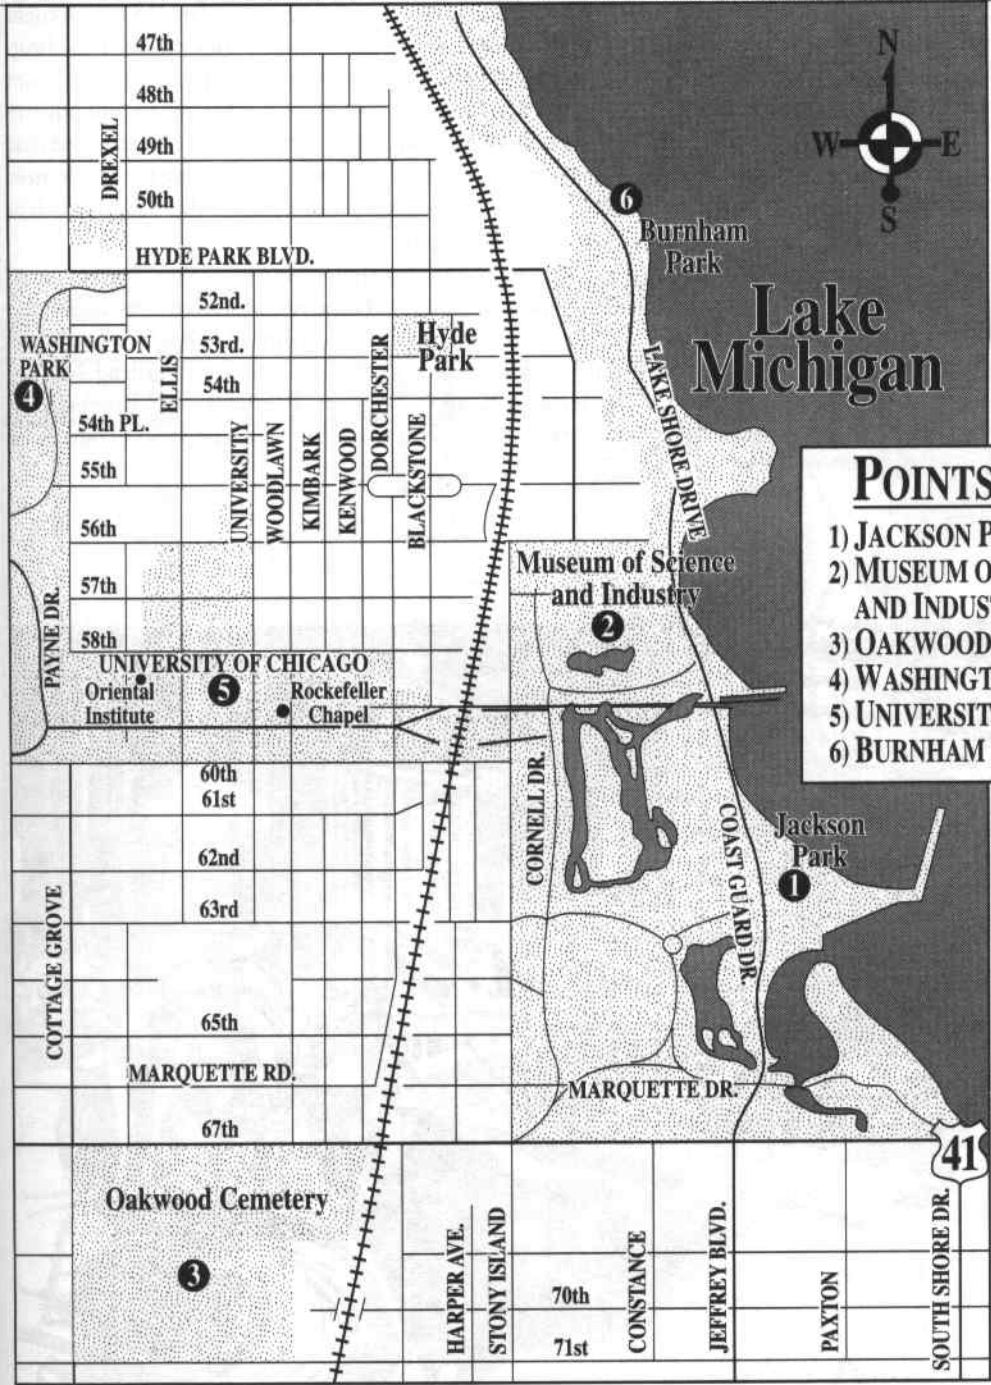 47th
48th
49th
50th
DREXEL
HYDE PARK BLVD.
N
W
E
S
6
Burnham
Park
Lake
Michigan
52nd.
53rd.
54th
WASHINGTON
PARK
4
ELLIS
54th PL.
55th
56th
57th
58th
UNIVERSITY
WOODLAWN
KIMBARK
KENWOOD
DORCHESTER
BLACKSTONE
Hyde
Park
LAKE SHORE DRIVE
POINTS
1) JACKSON P
2) MUSEUM O
AND INDUS
3) OAKWOOD
4) WASHINGT
5) UNIVERSIT
6) BURNHAM
Museum of Science
and Industry
2
PAYNE DR.
UNIVERSITY OF CHICAGO
Oriental
Institute
5
Rockefeller
Chapel
60th
61st
62nd
63rd
CORNELL DR.
COAST GUARD DR.
Jackson
Park
1
COTTAGE GROVE
65th
MARQUETTE RD.
MARQUETTE DR.
67th
41
Oakwood Cemetery
3
HARPER AVE.
STONY ISLAND
70th
71st
CONSTANCE
JEFFREY BLVD.
PAXTON
SOUTH SHORE DR.